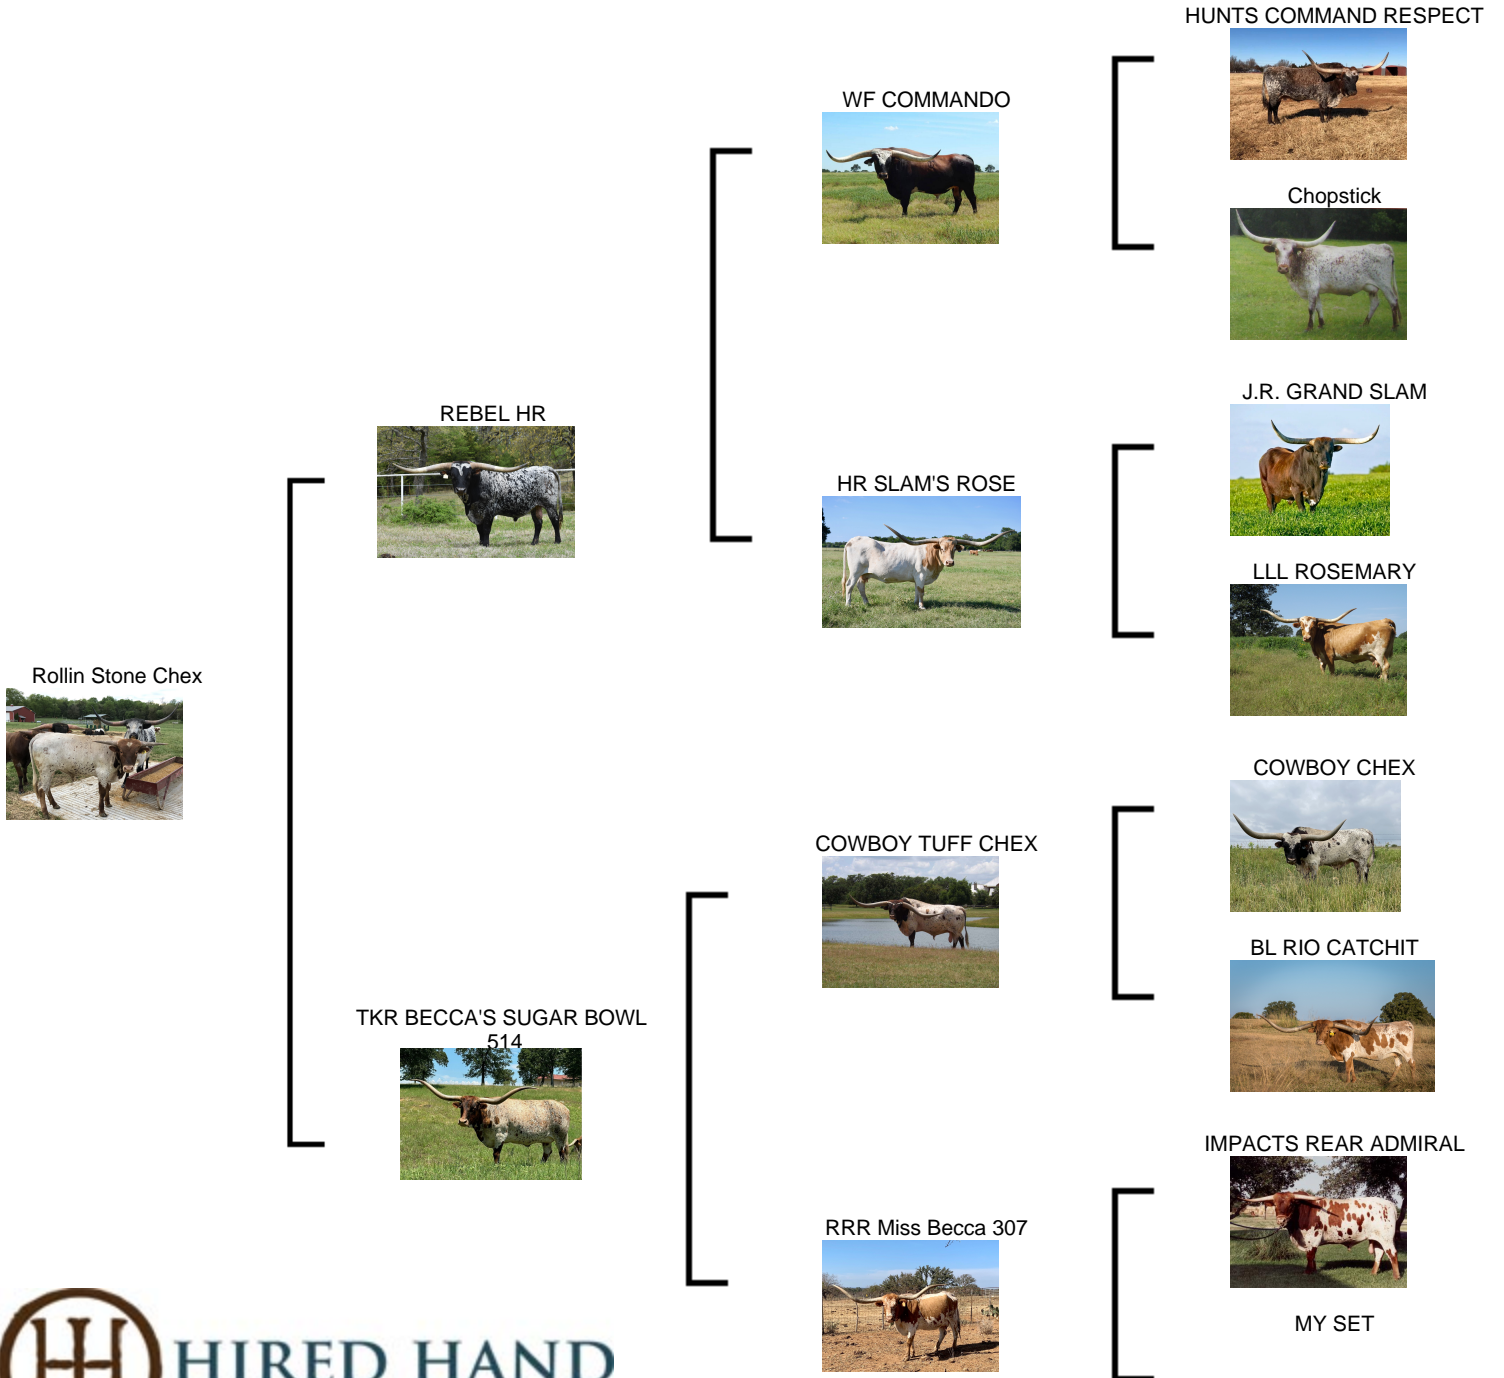 HUNTS COMMAND RESPECT
WF COMMANDO
Chopstick
REBEL HR
J.R. GRAND SLAM
HR SLAM'S ROSE
LLL ROSEMARY
Rollin Stone Chex
COWBOY CHEX
COWBOY TUFF CHEX
BL RIO CATCHIT
TKR BECCA'S SUGAR BOWL
514
IMPACTS REAR ADMIRAL
RRR Miss Becca 307
MY SET
HIRED HAND